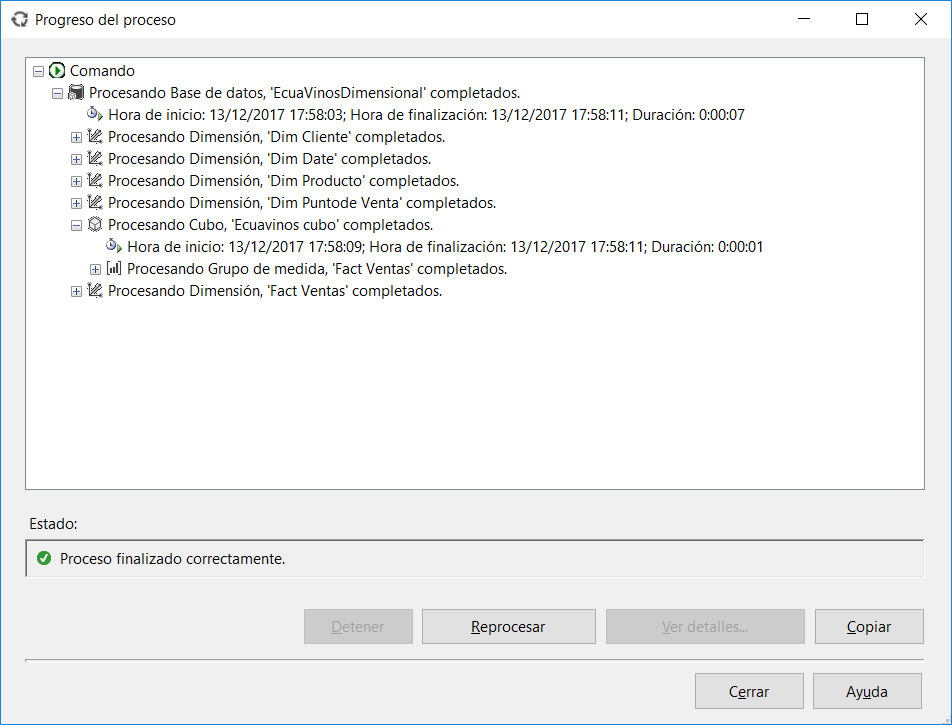 Progreso del proceso
Comando
Procesando Base de datos, 'EcuaVinosDimensional' completados.
Hora de inicio: 13/12/2017 17:58:03; Hora de finalización: 13/12/2017 17:58:11; Duración: 0:00:07
Procesando Dimensión, 'Dim Cliente' completados.
Procesando Dimensión, 'Dim Date' completados.
Procesando Dimensión, 'Dim Producto' completados.
Procesando Dimensión, 'Dim Puntode Venta' completados.
Procesando Cubo, 'Ecuavinos cubo' completados.
Hora de inicio: 13/12/2017 17:58:09; Hora de finalización: 13/12/2017 17:58:11; Duración: 0:00:01
Procesando Grupo de medida, 'Fact Ventas' completados.
Procesando Dimensión, 'Fact Ventas' completados.
Estado:
Proceso finalizado correctamente.
Detener Reprocesar Ver detalles... Copiar
Cerrar Ayuda